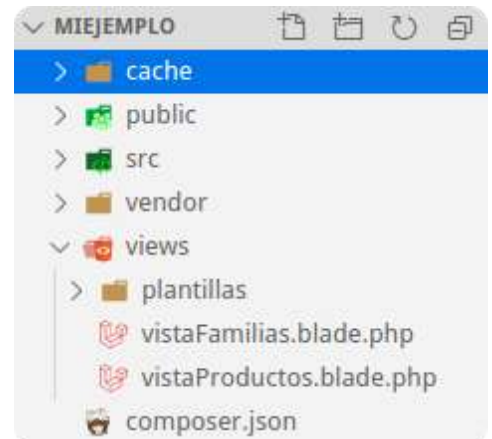 MIEJEMPLO
cache
public
src
vendor
views
plantillas
vistaFamilias.blade.php
vistaProductos.blade.php
composer.json